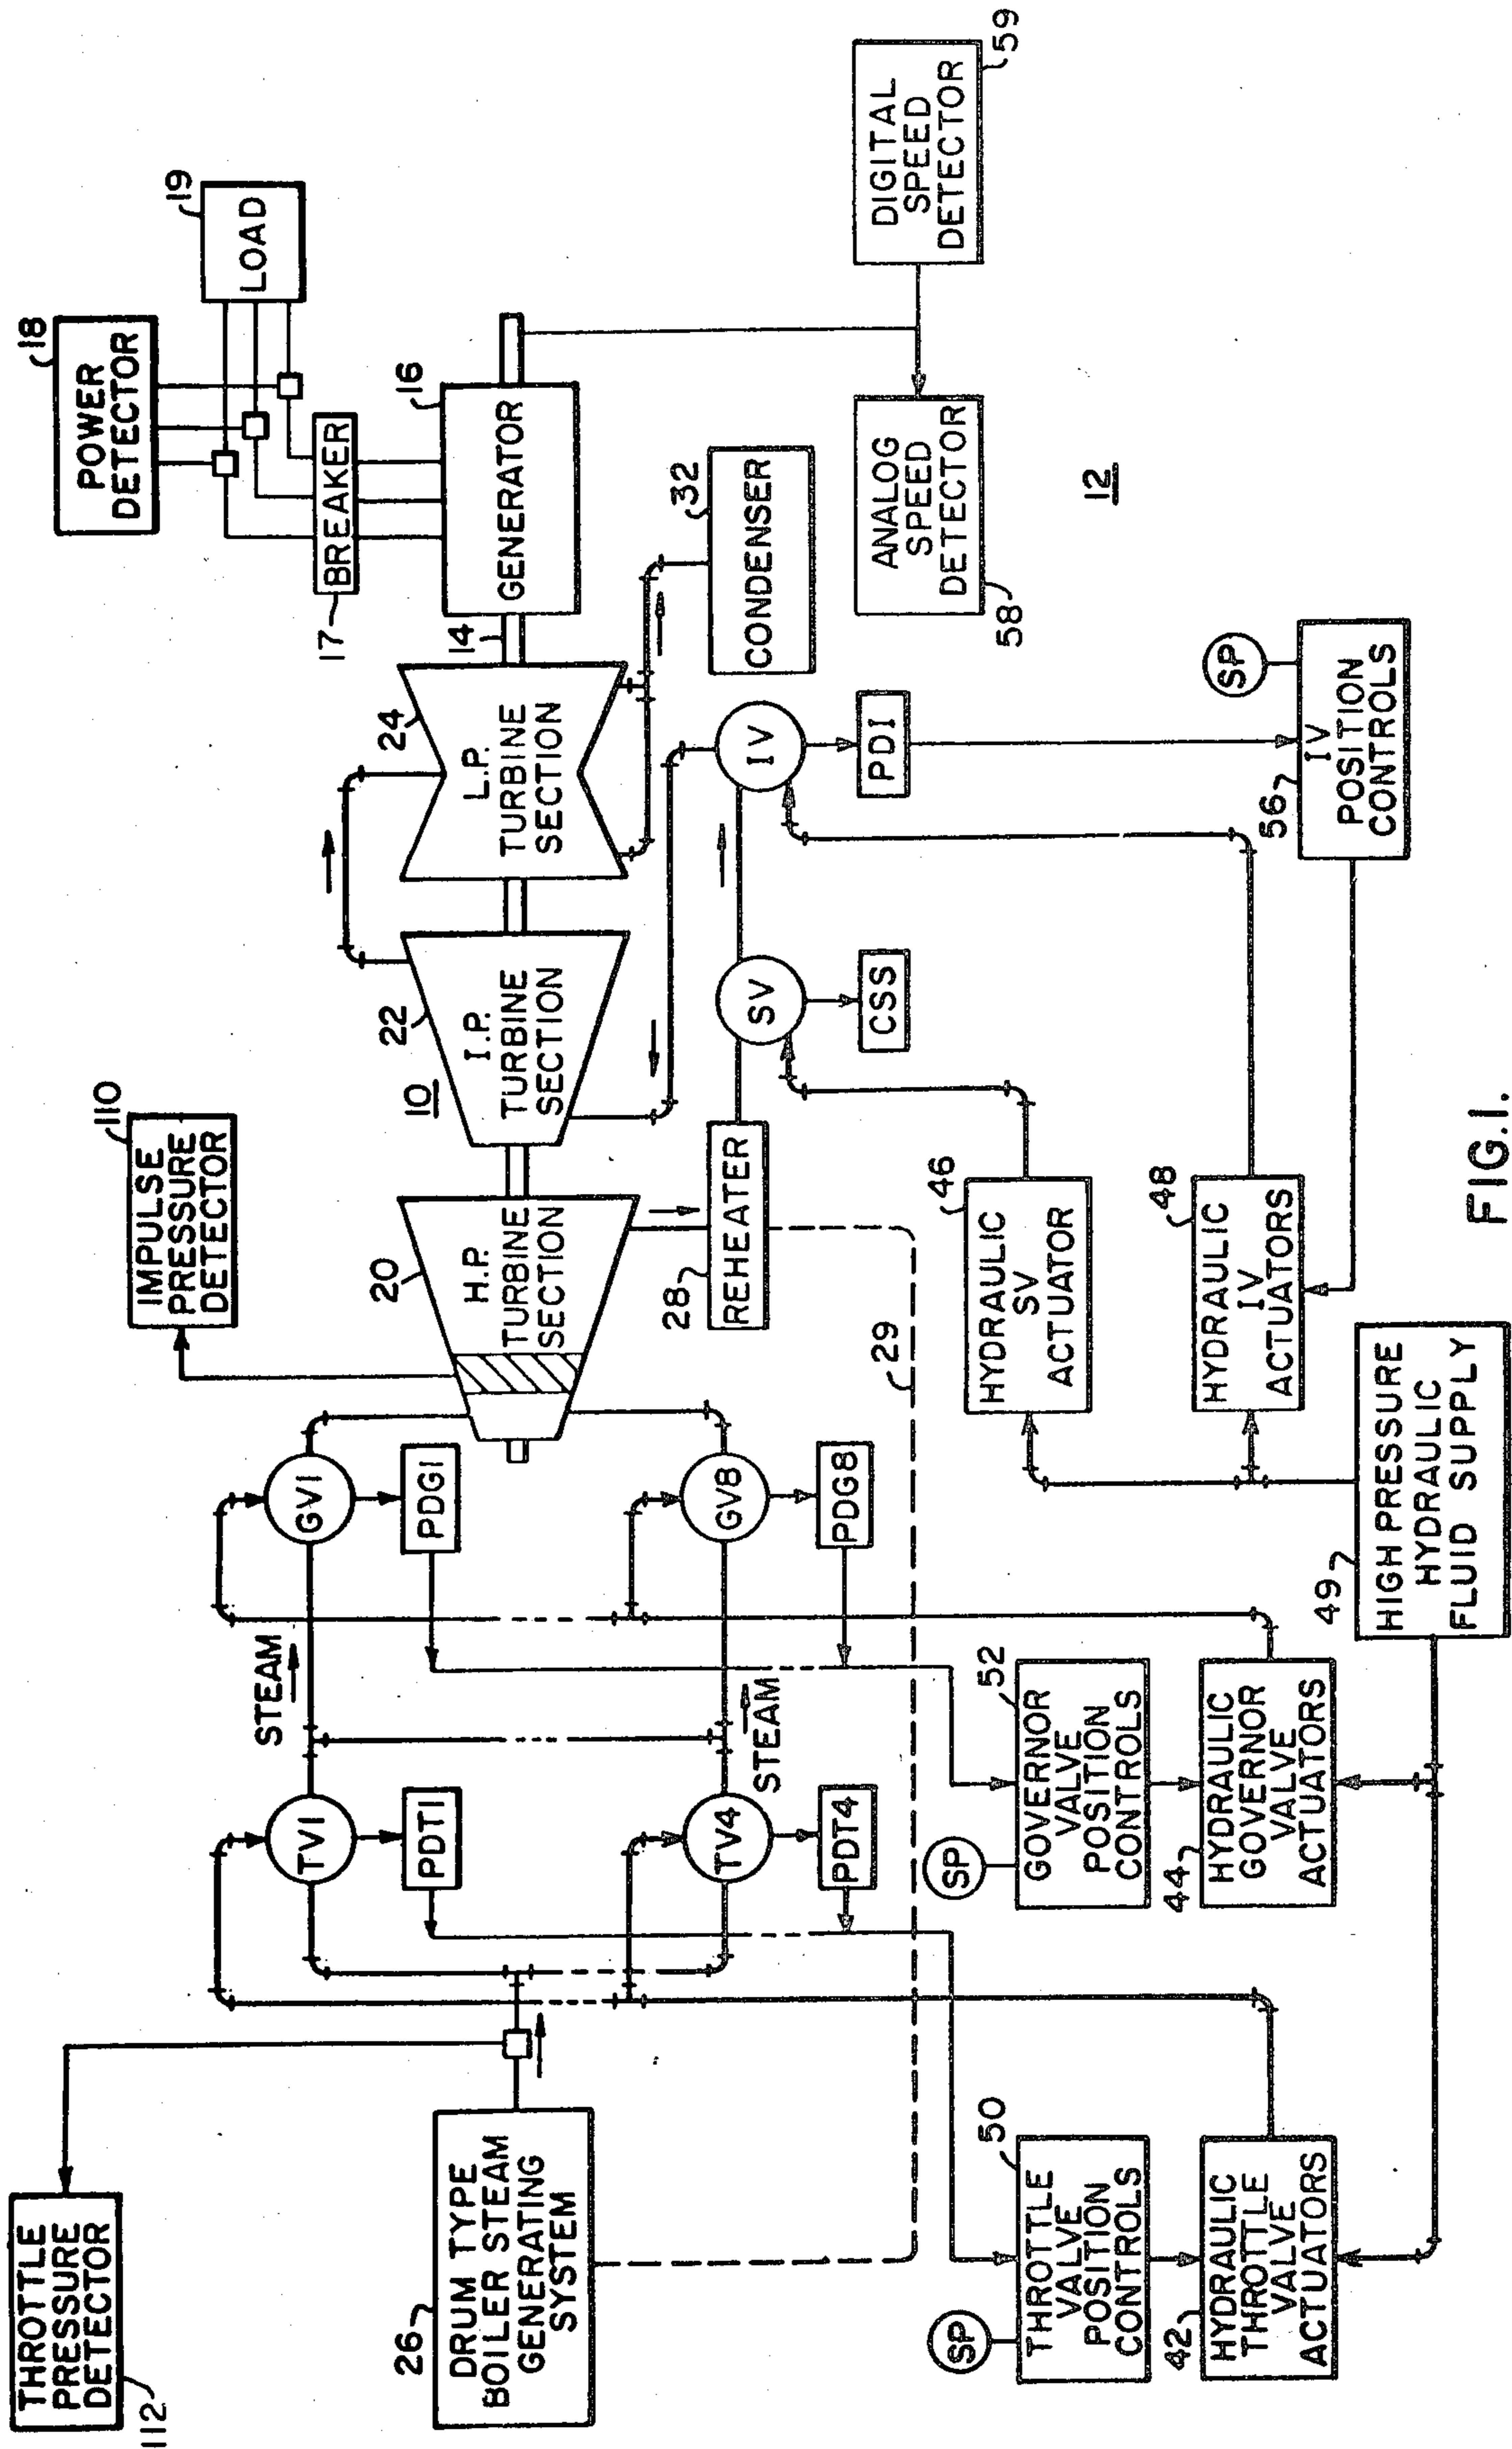 THROTTLE
PRESSURE
DETECTOR
112
IMPULSE
PRESSURE
DETECTOR
110
POWER
DETECTOR
18
LOAD
19
BREAKER
17
STEAM
TV1
PDT1
GV1
PDG1
TV4
PDT4
STEAM
GV8
PDG8
26
DRUM TYPE
BOILER STEAM
GENERATING
SYSTEM
20
H.P.
TURBINE
SECTION
10
22
I.P.
TURBINE
SECTION
24
L.P.
TURBINE
SECTION
14
GENERATOR
16
28
REHEATER
29
SV
CSS
IV
PDI
CONDENSER
32
ANALOG
SPEED
DETECTOR
58
DIGITAL
SPEED
DETECTOR
59
12
SP
THROTTLE
VALVE
POSITION
CONTROLS
50
42
HYDRAULIC
THROTTLE
VALVE
ACTUATORS
SP
GOVERNOR
VALVE
POSITION
CONTROLS
52
44
HYDRAULIC
GOVERNOR
VALVE
ACTUATORS
HYDRAULIC
SV
ACTUATOR
46
HYDRAULIC
IV
ACTUATORS
48
SP
56
IV
POSITION
CONTROLS
49
HIGH PRESSURE
HYDRAULIC
FLUID SUPPLY
FIG.1.